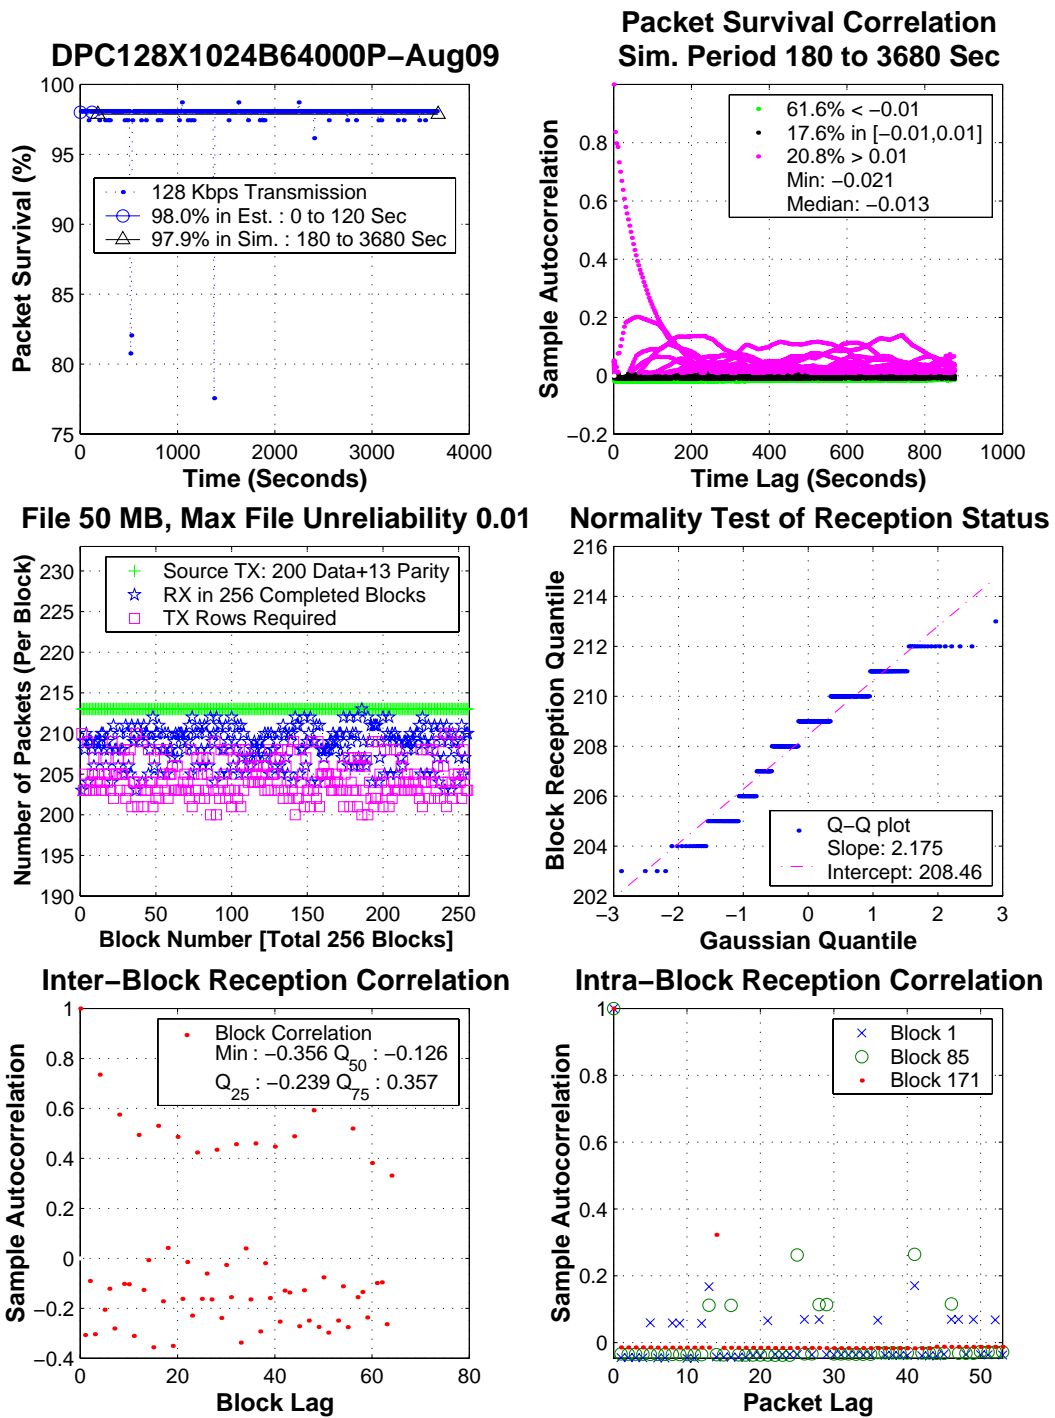 DPC128X1024B64000P−Aug09
100
95
90
85
80
75
0
1000
2000
3000
4000
Packet Survival (%)
Time (Seconds)
128 Kbps Transmission
98.0% in Est. : 0 to 120 Sec
97.9% in Sim. : 180 to 3680 Sec
Packet Survival Correlation
Sim. Period 180 to 3680 Sec
0.8
0.6
0.4
0.2
0
−0.2
0
200
400
600
800
1000
Sample Autocorrelation
Time Lag (Seconds)
61.6% < −0.01
17.6% in [−0.01,0.01]
20.8% > 0.01
Min: −0.021
Median: −0.013
File 50 MB, Max File Unreliability 0.01
230
225
220
215
210
205
200
195
190
0
50
100
150
200
250
Number of Packets (Per Block)
Block Number [Total 256 Blocks]
Source TX: 200 Data+13 Parity
RX in 256 Completed Blocks
TX Rows Required
Normality Test of Reception Status
216
214
212
210
208
206
204
202
−3
−2
−1
0
1
2
3
Block Reception Quantile
Gaussian Quantile
Q−Q plot
Slope: 2.175
Intercept: 208.46
Inter−Block Reception Correlation
1
0.8
0.6
0.4
0.2
0
−0.2
−0.4
0
20
40
60
80
Sample Autocorrelation
Block Lag
Block Correlation
Min : −0.356 Q50 : −0.126
Q25 : −0.239 Q75 : 0.357
Intra−Block Reception Correlation
1
0.8
0.6
0.4
0.2
0
0
10
20
30
40
50
Sample Autocorrelation
Packet Lag
Block 1
Block 85
Block 171